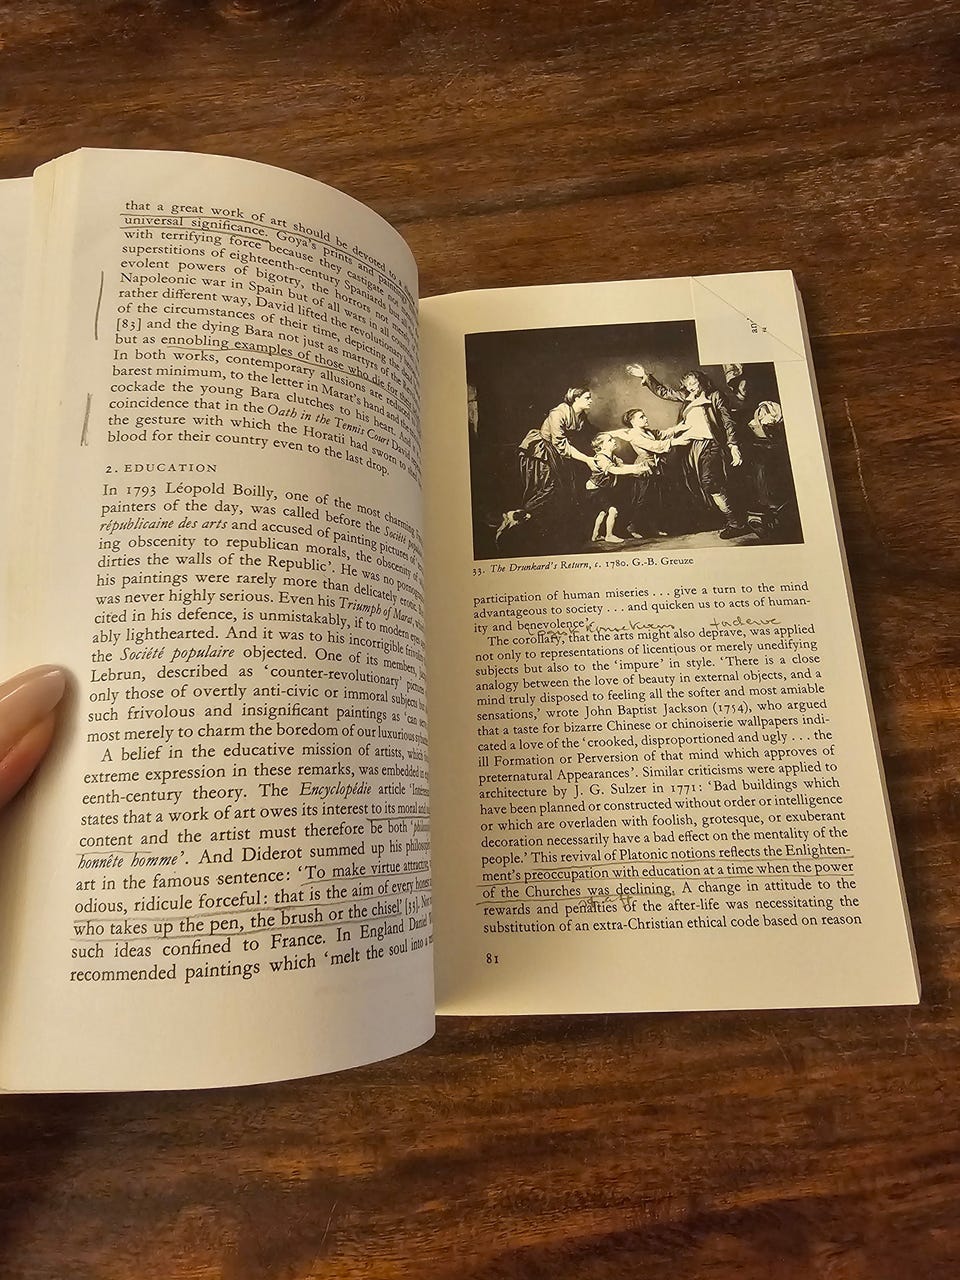 that a great work of art should be devoted to a
universal significance. Goya's prints and paintings
with terrifying force because they castigate not
superstitions of eighteenth-century Spaniards but
evolent powers of bigotry, the horrors not
Napoleonic war in Spain but of all wars in all
rather different way, David lifted the revolutionary
of the circumstances of their time, depicting the
[83] and the dying Bara not just as martyrs of the
but as ennobling examples of those who die for
In both works, contemporary allusions are reduced
barest minimum, to the letter in Marat's hand and the
cockade the young Bara clutches to his heart. And
coincidence that in the Oath in the Tennis Court David
the gesture with which the Horatii had sworn to shed
blood for their country even to the last drop.
2. EDUCATION
In 1793 Léopold Boilly, one of the most charming
painters of the day, was called before the Société
républicaine des arts and accused of painting pictures
ing obscenity to republican morals, the obscenity of
dirties the walls of the Republic'. He was no
his paintings were rarely more than delicately erotic.
was never highly serious. Even his Triumph of Marat,
cited in his defence, is unmistakably, if to modern eyes
ably lighthearted. And it was to his incorrigible
the Société populaire objected. One of its members,
Lebrun, described as 'counter-revolutionary'
only those of overtly anti-civic or immoral subjects but
such frivolous and insignificant paintings as 'can
most merely to charm the boredom of our luxurious
A belief in the educative mission of artists, which
extreme expression in these remarks, was embedded in
eenth-century theory. The Encyclopédie article
states that a work of art owes its interest to its moral and
content and the artist must therefore be both
honnête homme'. And Diderot summed up his
art in the famous sentence: 'To make virtue attractive,
odious, ridicule forceful: that is the aim of every
who takes up the pen, the brush or the chisel' [33].
such ideas confined to France. In England Daniel
recommended paintings which 'melt the soul into a
33. The Drunkard's Return, c. 1780. G.-B. Greuze
participation of human miseries . . . give a turn to the mind
advantageous to society . . . and quicken us to acts of human-
ity and benevolence'.
The corollary, that the arts might also deprave, was applied
not only to representations of licentious or merely unedifying
subjects but also to the 'impure' in style. 'There is a close
analogy between the love of beauty in external objects, and a
mind truly disposed to feeling all the softer and most amiable
sensations,' wrote John Baptist Jackson (1754), who argued
that a taste for bizarre Chinese or chinoiserie wallpapers indi-
cated a love of the 'crooked, disproportioned and ugly . . . the
ill Formation or Perversion of that mind which approves of
preternatural Appearances'. Similar criticisms were applied to
architecture by J. G. Sulzer in 1771: 'Bad buildings which
have been planned or constructed without order or intelligence
or which are overladen with foolish, grotesque, or exuberant
decoration necessarily have a bad effect on the mentality of the
people.' This revival of Platonic notions reflects the Enlighten-
ment's preoccupation with education at a time when the power
of the Churches was declining. A change in attitude to the
rewards and penalties of the after-life was necessitating the
substitution of an extra-Christian ethical code based on reason
81